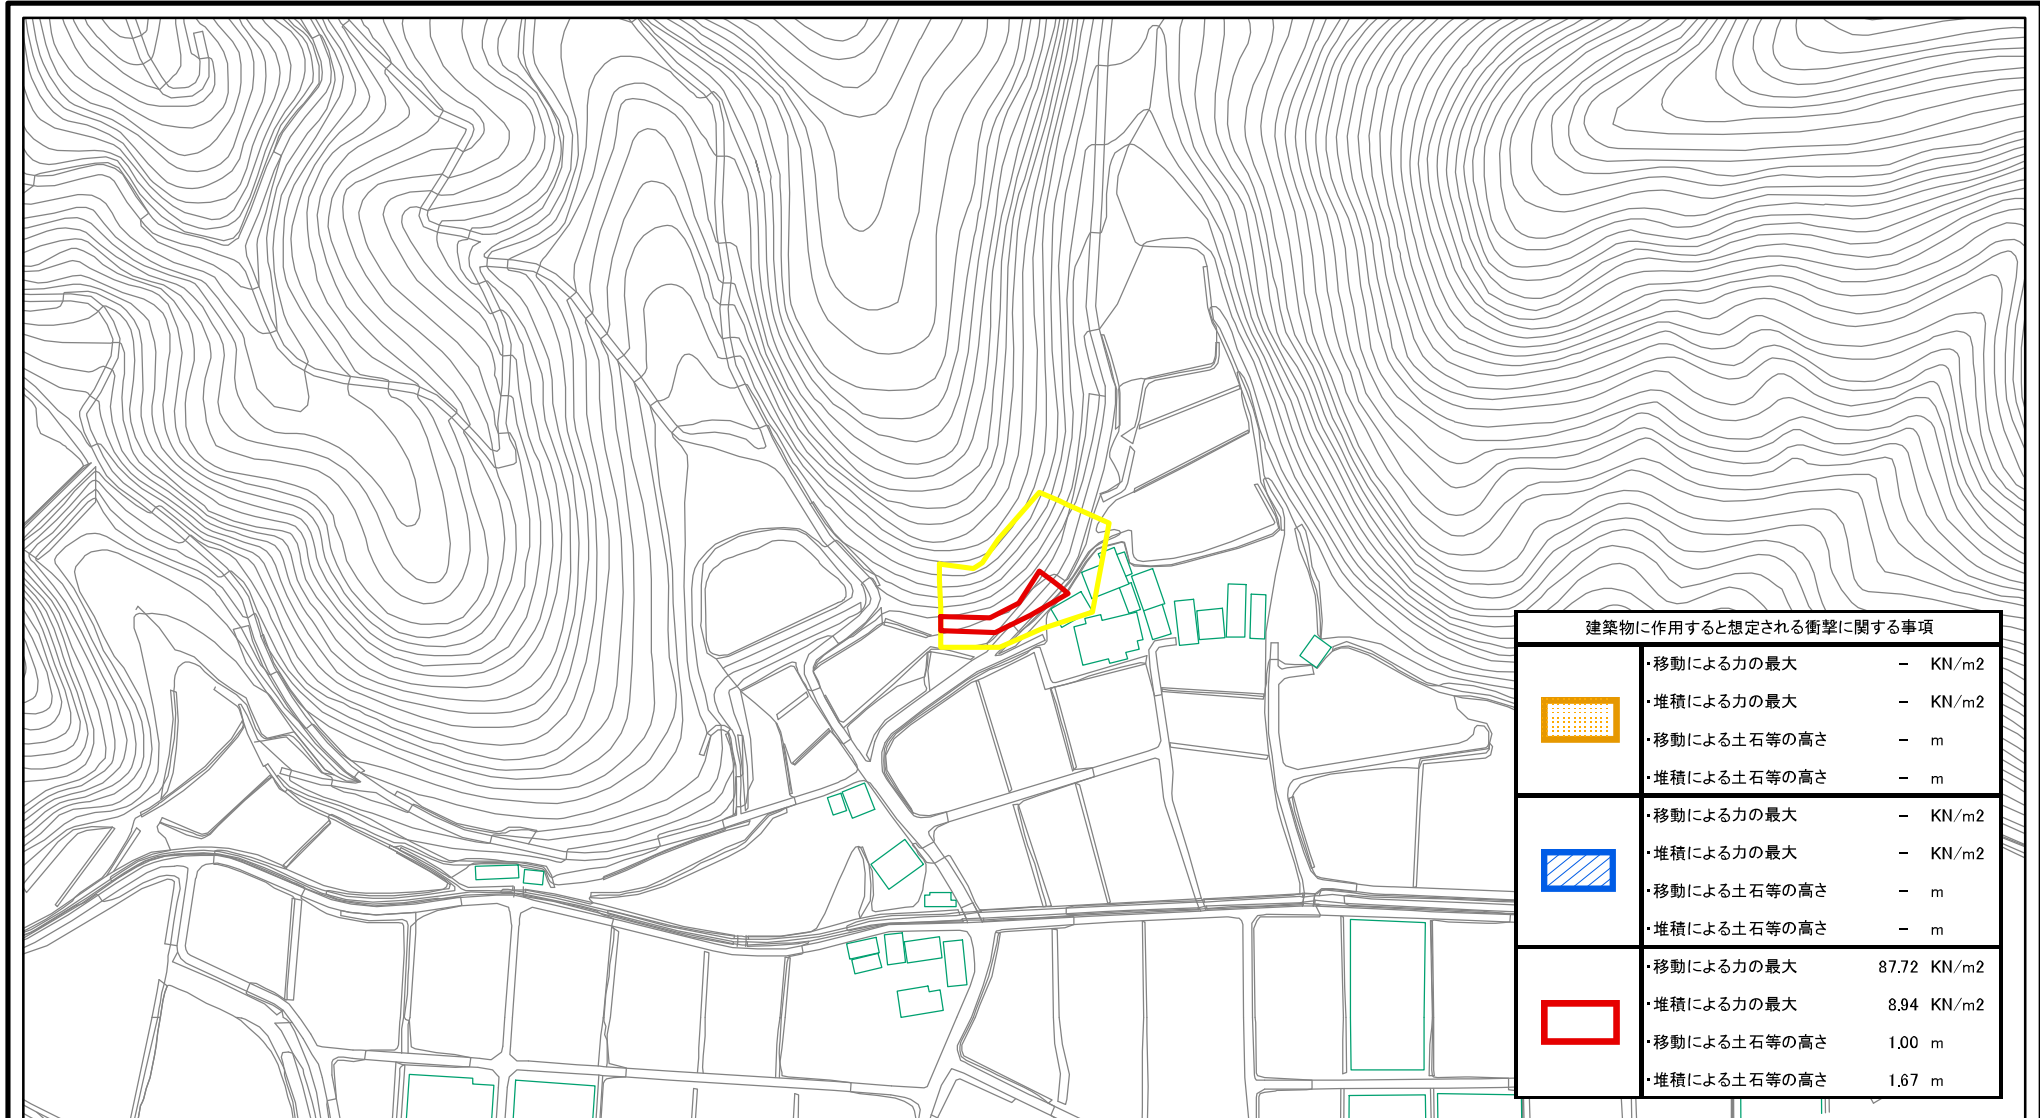 建築物に作用すると想定される衝撃に関する事項
・移動による力の最大 － KN/m2
・堆積による力の最大 － KN/m2
・移動による土石等の高さ － m
・堆積による土石等の高さ － m
・移動による力の最大 － KN/m2
・堆積による力の最大 － KN/m2
・移動による土石等の高さ － m
・堆積による土石等の高さ － m
・移動による力の最大 87.72 KN/m2
・堆積による力の最大 8.94 KN/m2
・移動による土石等の高さ 1.00 m
・堆積による土石等の高さ 1.67 m